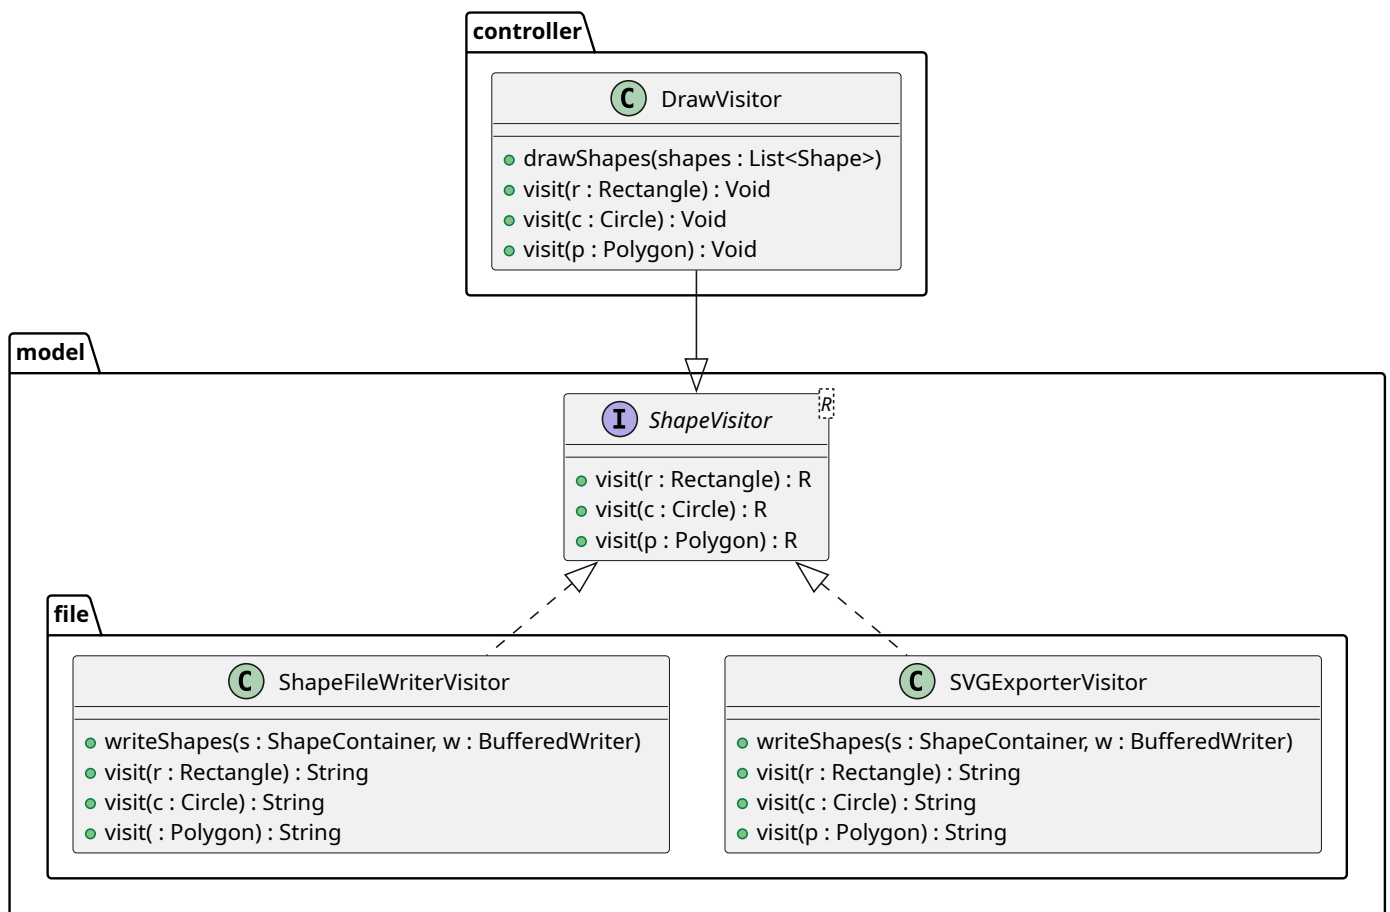 controller
C DrawVisitor
drawShapes(shapes : List<Shape>)
visit(r : Rectangle) : Void
visit(c : Circle) : Void
visit(p : Polygon) : Void
model
I ShapeVisitor R
visit(r : Rectangle) : R
visit(c : Circle) : R
visit(p : Polygon) : R
file
C ShapeFileWriterVisitor
writeShapes(s : ShapeContainer, w : BufferedWriter)
visit(r : Rectangle) : String
visit(c : Circle) : String
visit( : Polygon) : String
C SVGExporterVisitor
writeShapes(s : ShapeContainer, w : BufferedWriter)
visit(r : Rectangle) : String
visit(c : Circle) : String
visit(p : Polygon) : String